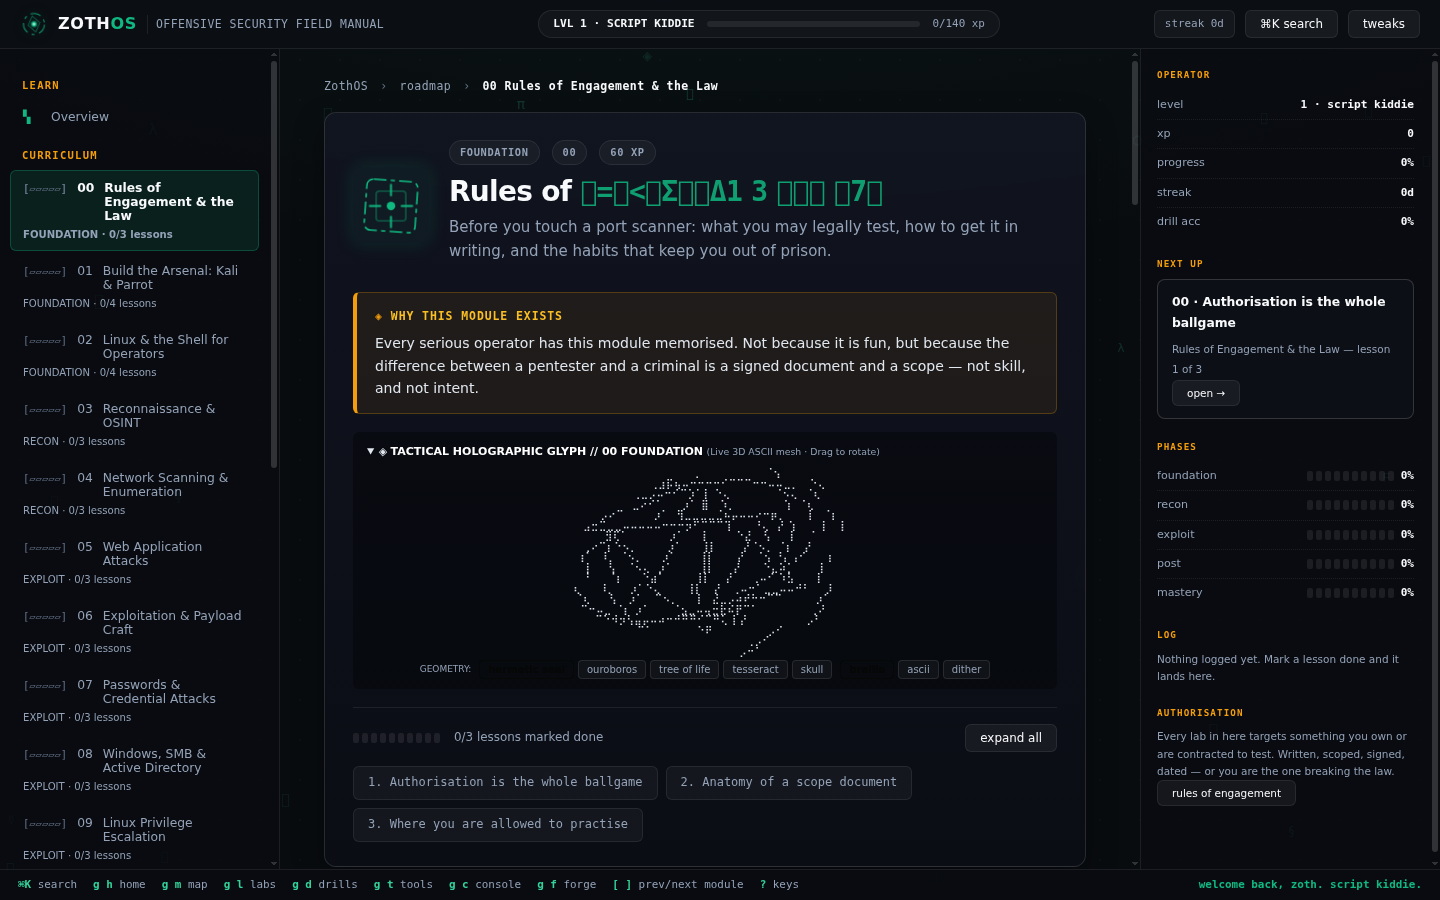 ZOTHOS
OFFENSIVE SECURITY FIELD MANUAL
LVL 1 · SCRIPT KIDDIE
0/140 xp
streak 0d
⌘K search
tweaks
LEARN
Overview
CURRICULUM
00 Rules of
Engagement & the
Law
FOUNDATION · 0/3 lessons
01 Build the Arsenal: Kali
& Parrot
FOUNDATION · 0/4 lessons
02 Linux & the Shell for
Operators
FOUNDATION · 0/4 lessons
03 Reconnaissance &
OSINT
RECON · 0/3 lessons
04 Network Scanning &
Enumeration
RECON · 0/3 lessons
05 Web Application
Attacks
EXPLOIT · 0/3 lessons
06 Exploitation & Payload
Craft
EXPLOIT · 0/3 lessons
07 Passwords &
Credential Attacks
EXPLOIT · 0/3 lessons
08 Windows, SMB &
Active Directory
EXPLOIT · 0/3 lessons
09 Linux Privilege
Escalation
EXPLOIT · 0/3 lessons
ZothOS › roadmap › 00 Rules of Engagement & the Law
FOUNDATION
00
60 XP
Rules of
Before you touch a port scanner: what you may legally test, how to get it in
writing, and the habits that keep you out of prison.
◈ WHY THIS MODULE EXISTS
Every serious operator has this module memorised. Not because it is fun, but because the
difference between a pentester and a criminal is a signed document and a scope — not skill,
and not intent.
▼ ◈ TACTICAL HOLOGRAPHIC GLYPH // 00 FOUNDATION (Live 3D ASCII mesh · Drag to rotate)
GEOMETRY:
ouroboros
tree of life
tesseract
skull
ascii
dither
0/3 lessons marked done
expand all
1. Authorisation is the whole ballgame
2. Anatomy of a scope document
3. Where you are allowed to practise
OPERATOR
level 1 · script kiddie
xp 0
progress 0%
streak 0d
drill acc 0%
NEXT UP
00 · Authorisation is the whole
ballgame
Rules of Engagement & the Law — lesson
1 of 3
open →
PHASES
foundation 0%
recon 0%
exploit 0%
post 0%
mastery 0%
LOG
Nothing logged yet. Mark a lesson done and it
lands here.
AUTHORISATION
Every lab in here targets something you own or
are contracted to test. Written, scoped, signed,
dated — or you are the one breaking the law.
rules of engagement
⌘K search g h home g m map g l labs g d drills g t tools g c console g f forge [ ] prev/next module ? keys
welcome back, zoth. script kiddie.